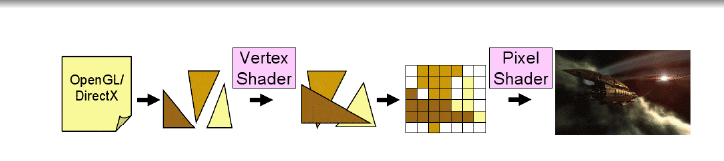 OpenGL/
DirectX
Vertex
Shader
Pixel
Shader